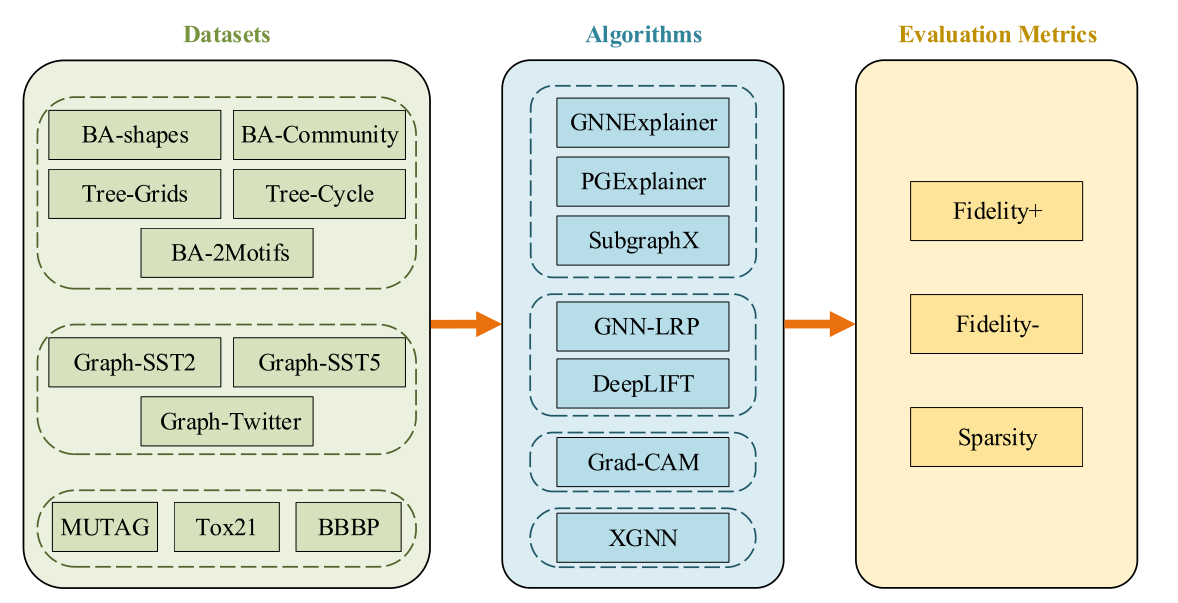 Datasets
BA-shapes
BA-Community
Tree-Grids
Tree-Cycle
BA-2Motifs
Graph-SST2
Graph-SST5
Graph-Twitter
MUTAG
Tox21
BBBP
Algorithms
GNNExplainer
PGExplainer
SubgraphX
GNN-LRP
DeepLIFT
Grad-CAM
XGNN
Evaluation Metrics
Fidelity+
Fidelity-
Sparsity